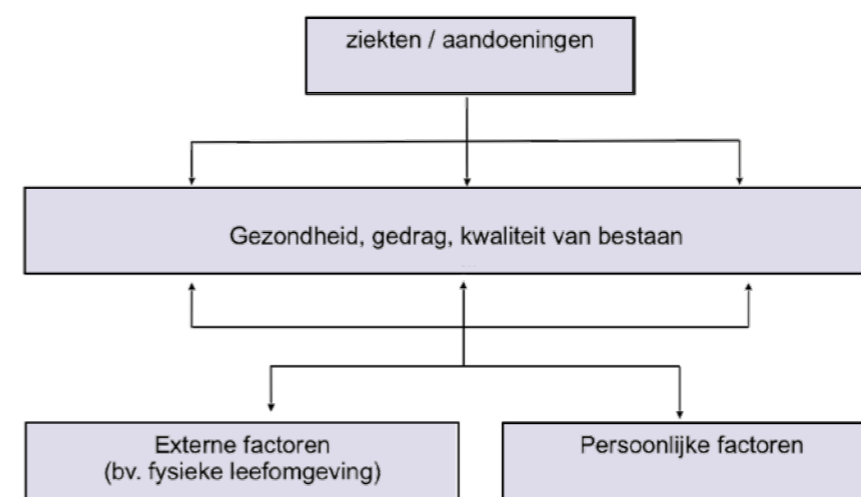 ziekten / aandoeningen
Gezondheid, gedrag, kwaliteit van bestaan
Externe factoren
(bv. fysieke leefomgeving)
Persoonlijke factoren